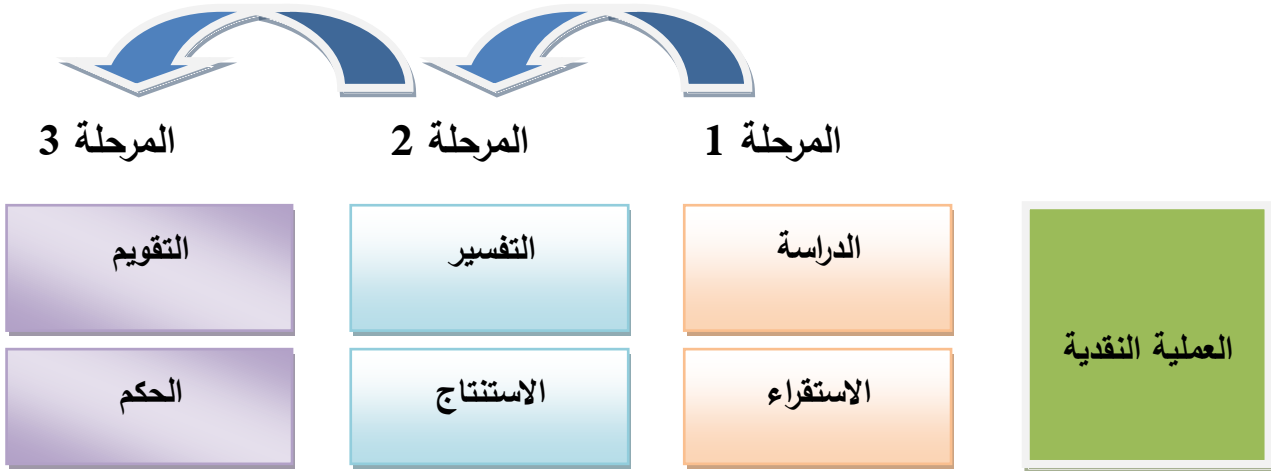 المرحلة 1
المرحلة 2
المرحلة 3
العملية النقدية
الدراسة
التفسير
التقويم
الاستقراء
الاستنتاج
الحكم